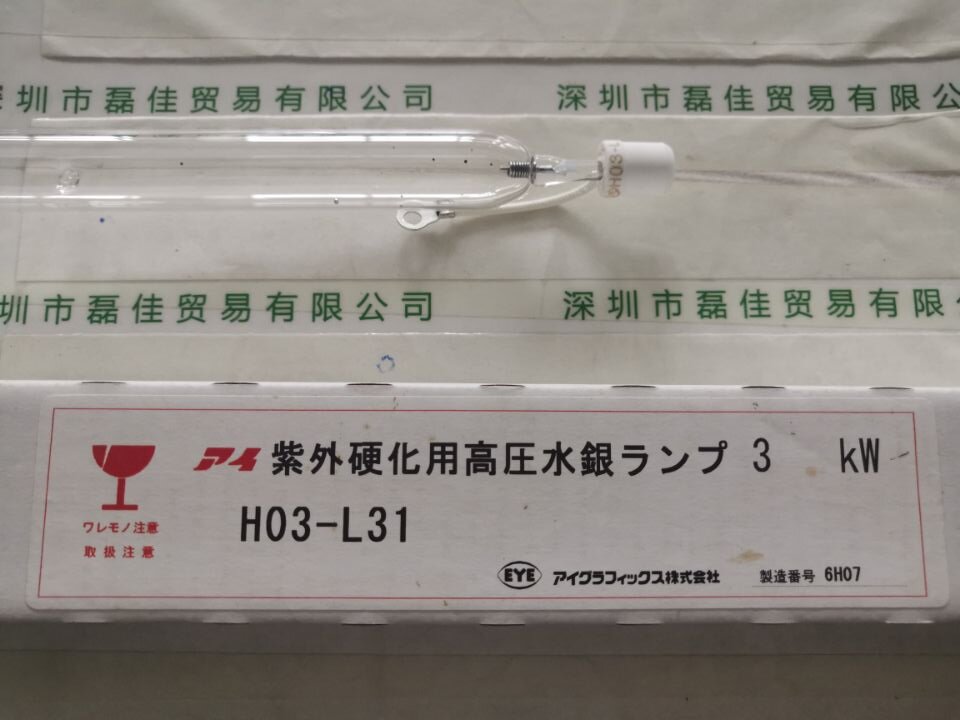 圳市磊佳贸易有限公司 深圳市磊佳贸易有限公
6H03-L
圳市磊佳贸易有限公司 深圳市磊佳贸易有限公
アイ 紫外硬化用高圧水銀ランプ 3 kW
H03-L31
ワレモノ注意
取扱注意
EYE アイグラフィックス株式会社 製造番号 6H07